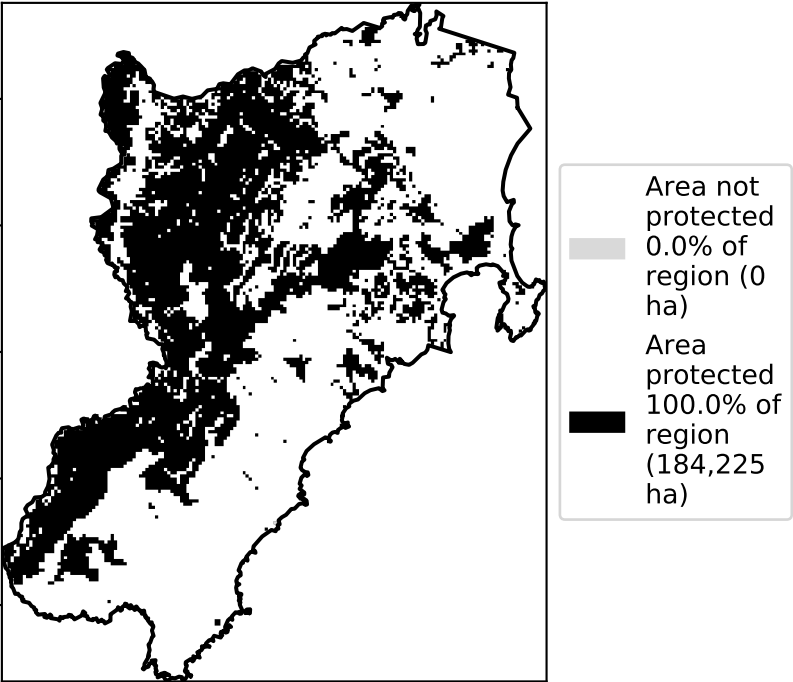 Area not
protected
0.0% of
region (0
ha)
Area
protected
100.0% of
region
(184,225
ha)